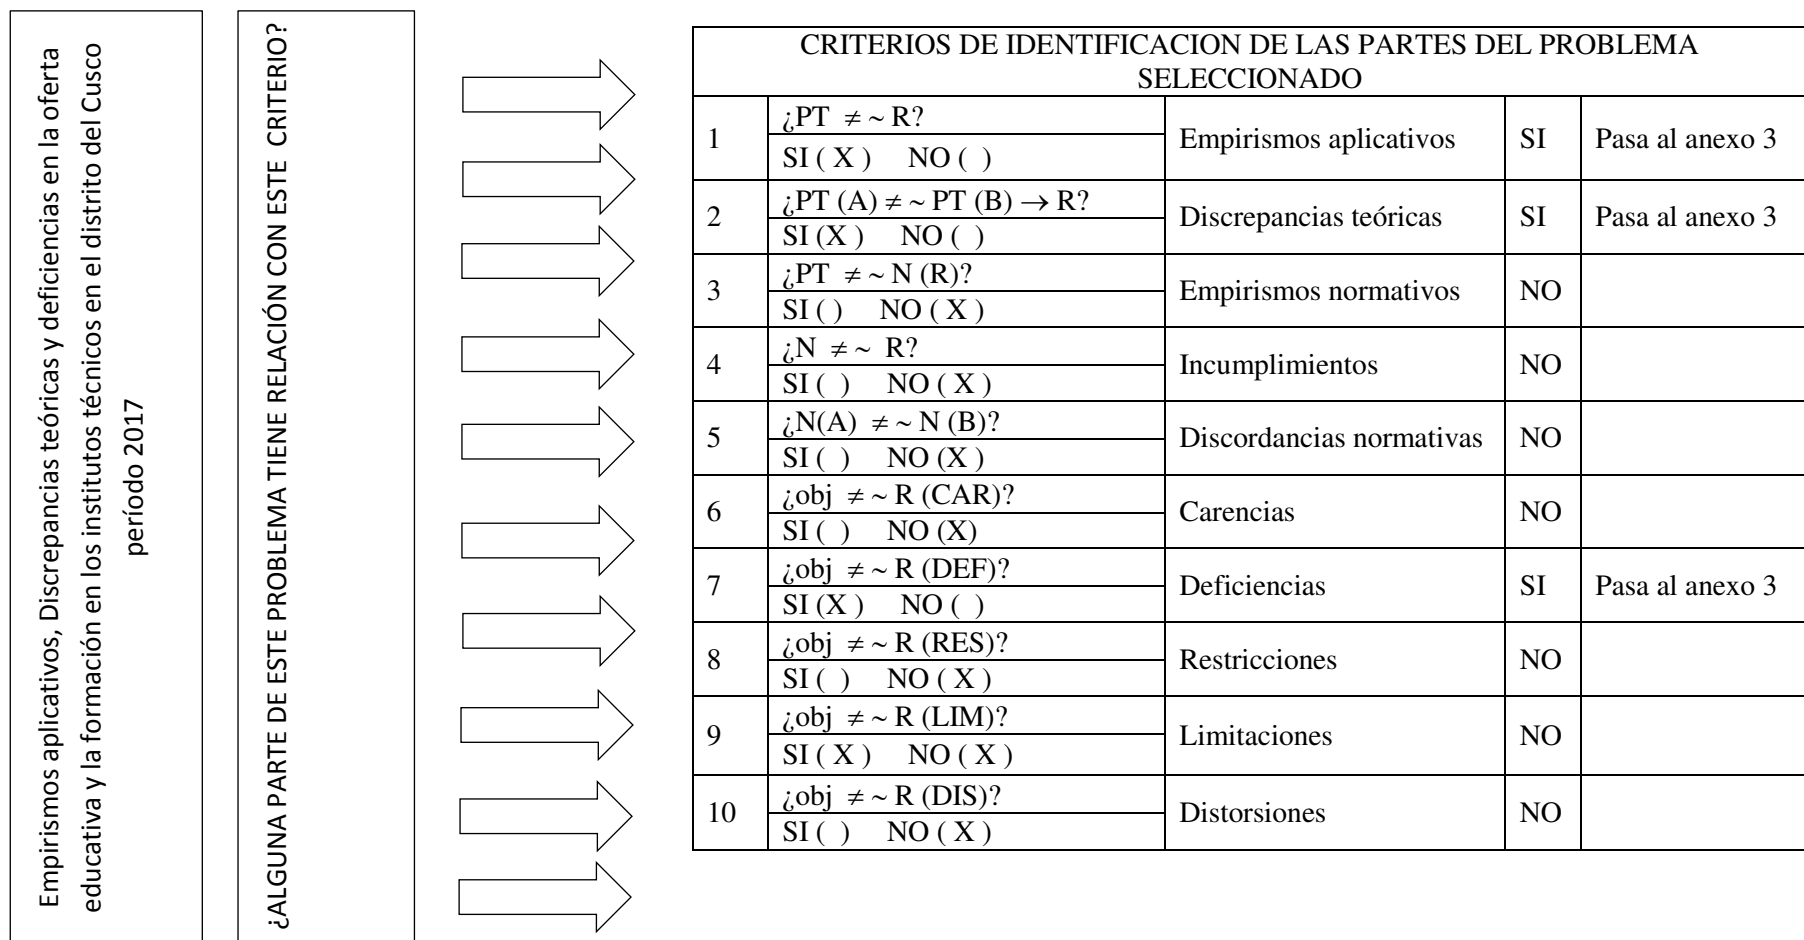 Empirismos aplicativos, Discrepancias teóricas y deficiencias en la oferta
educativa y la formación en los institutos técnicos en el distrito del Cusco
período 2017
¿ALGUNA PARTE DE ESTE PROBLEMA TIENE RELACIÓN CON ESTE CRITERIO?
CRITERIOS DE IDENTIFICACION DE LAS PARTES DEL PROBLEMA
SELECCIONADO
1 ¿PT ≠ ~ R? Empirismos aplicativos SI Pasa al anexo 3
SI ( X ) NO ( )
2 ¿PT (A) ≠ ~ PT (B) → R? Discrepancias teóricas SI Pasa al anexo 3
SI (X ) NO ( )
3 ¿PT ≠ ~ N (R)? Empirismos normativos NO
SI ( ) NO ( X )
4 ¿N ≠ ~ R? Incumplimientos NO
SI ( ) NO ( X )
5 ¿N(A) ≠ ~ N (B)? Discordancias normativas NO
SI ( ) NO (X )
6 ¿obj ≠ ~ R (CAR)? Carencias NO
SI ( ) NO (X)
7 ¿obj ≠ ~ R (DEF)? Deficiencias SI Pasa al anexo 3
SI (X ) NO ( )
8 ¿obj ≠ ~ R (RES)? Restricciones NO
SI ( ) NO ( X )
9 ¿obj ≠ ~ R (LIM)? Limitaciones NO
SI ( X ) NO ( X )
10 ¿obj ≠ ~ R (DIS)? Distorsiones NO
SI ( ) NO ( X )